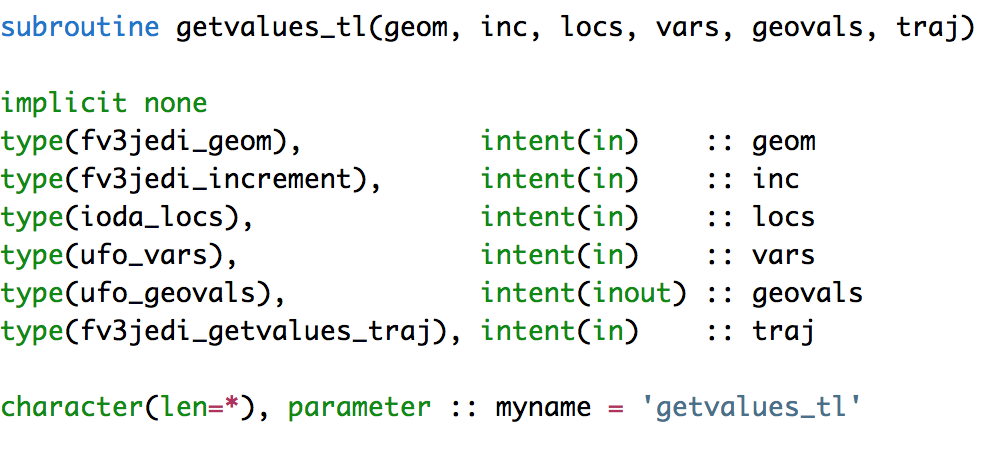 subroutine getvalues_tl(geom, inc, locs, vars, geovals, traj)
implicit none
type(fv3jedi_geom),           intent(in)    :: geom
type(fv3jedi_increment),      intent(in)    :: inc
type(ioda_locs),              intent(in)    :: locs
type(ufo_vars),               intent(in)    :: vars
type(ufo_geovals),            intent(inout) :: geovals
type(fv3jedi_getvalues_traj), intent(in)    :: traj
character(len=*), parameter :: myname = 'getvalues_tl'